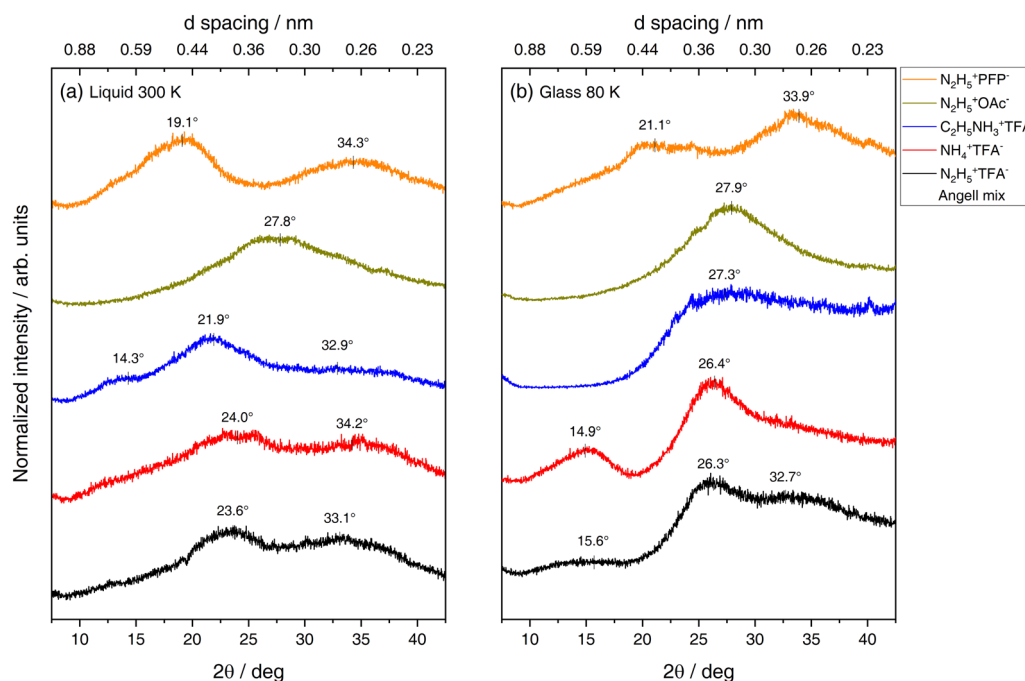 d spacing / nm
0.88 0.59 0.44 0.36 0.30 0.26 0.23
(a) Liquid 300 K
19.1°
34.3°
27.8°
21.9°
14.3°
32.9°
24.0°
34.2°
23.6°
33.1°
10 15 20 25 30 35 40
2θ / deg
Normalized intensity / arb. units
d spacing / nm
0.88 0.59 0.44 0.36 0.30 0.26 0.23
(b) Glass 80 K
33.9°
21.1°
27.9°
27.3°
26.4°
14.9°
26.3°
32.7°
15.6°
10 15 20 25 30 35 40
2θ / deg
N₂H₅⁺PFP⁻
N₂H₅⁺OAc⁻
C₂H₅NH₃⁺TFA
NH₄⁺TFA⁻
N₂H₅⁺TFA⁻
Angell mix